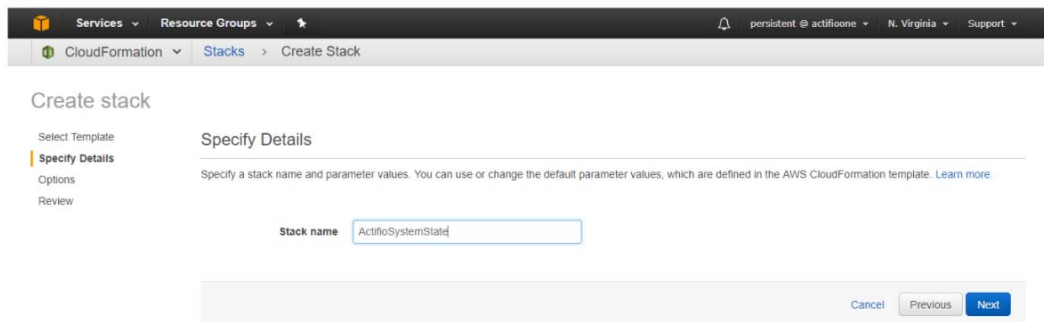 Services Resource Groups persistent @ actifioone N. Virginia Support
CloudFormation Stacks > Create Stack
Create stack
Select Template
Specify Details
Options
Review
Specify Details
Specify a stack name and parameter values. You can use or change the default parameter values, which are defined in the AWS CloudFormation template. Learn more.
Stack name ActifioSystemState
Cancel Previous Next